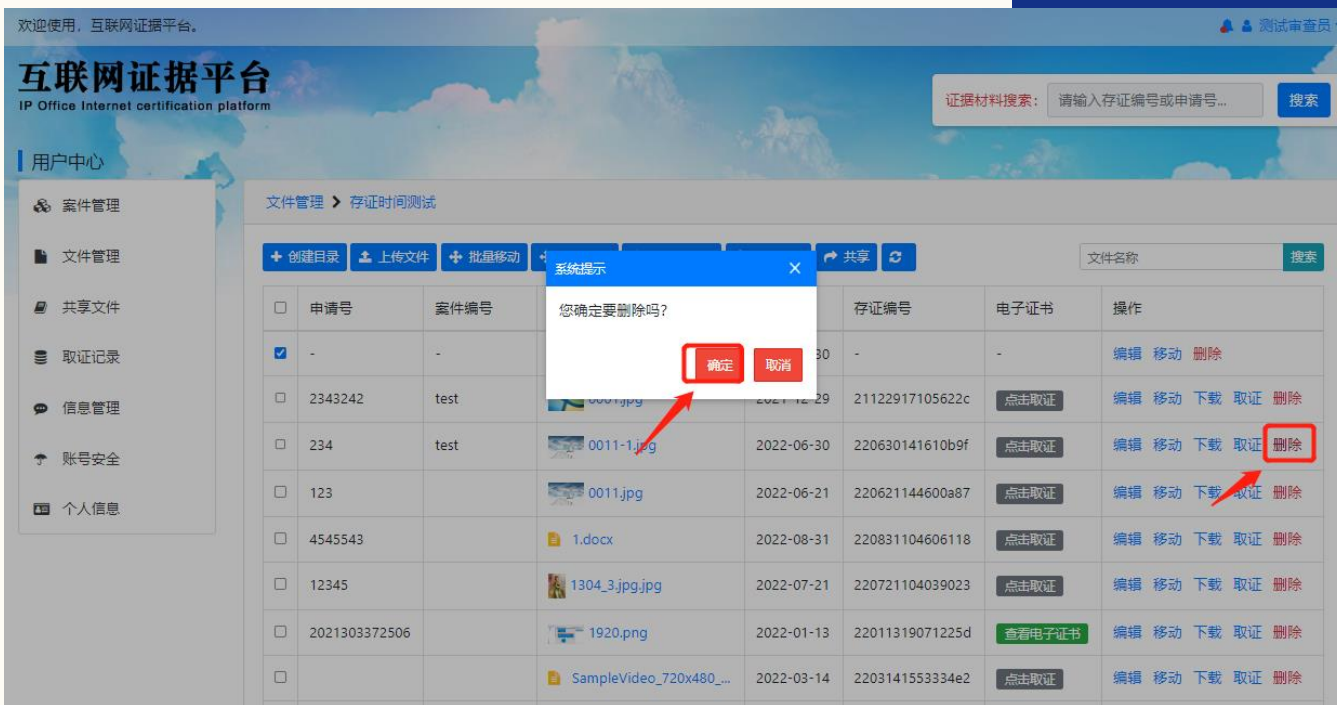 欢迎使用，互联网证据平台。
测试审查员
互联网证据平台
IP Office Internet certification platform
证据材料搜索： 请输入存证编号或申请号... 搜索
用户中心
案件管理
文件管理
共享文件
取证记录
信息管理
账号安全
个人信息
文件管理 存证时间测试
创建目录 上传文件 批量移动 共享 文件名称 搜索
系统提示 ×
您确定要删除吗？
确定 取消
申请号 案件编号 存证编号 电子证书 操作
- - 30 - - 编辑 移动 删除
2343242 test 0001.jpg 2021-12-29 21122917105622c 点击取证 编辑 移动 下载 取证 删除
234 test 0011-1.jpg 2022-06-30 220630141610b9f 点击取证 编辑 移动 下载 取证 删除
123 0011.jpg 2022-06-21 220621144600a87 点击取证 编辑 移动 下载 取证 删除
4545543 1.docx 2022-08-31 220831104606118 点击取证 编辑 移动 下载 取证 删除
12345 1304_3.jpg.jpg 2022-07-21 220721104039023 点击取证 编辑 移动 下载 取证 删除
2021303372506 1920.png 2022-01-13 22011319071225d 查看电子证书 编辑 移动 下载 取证 删除
SampleVideo_720x480_... 2022-03-14 2203141553334e2 点击取证 编辑 移动 下载 取证 删除